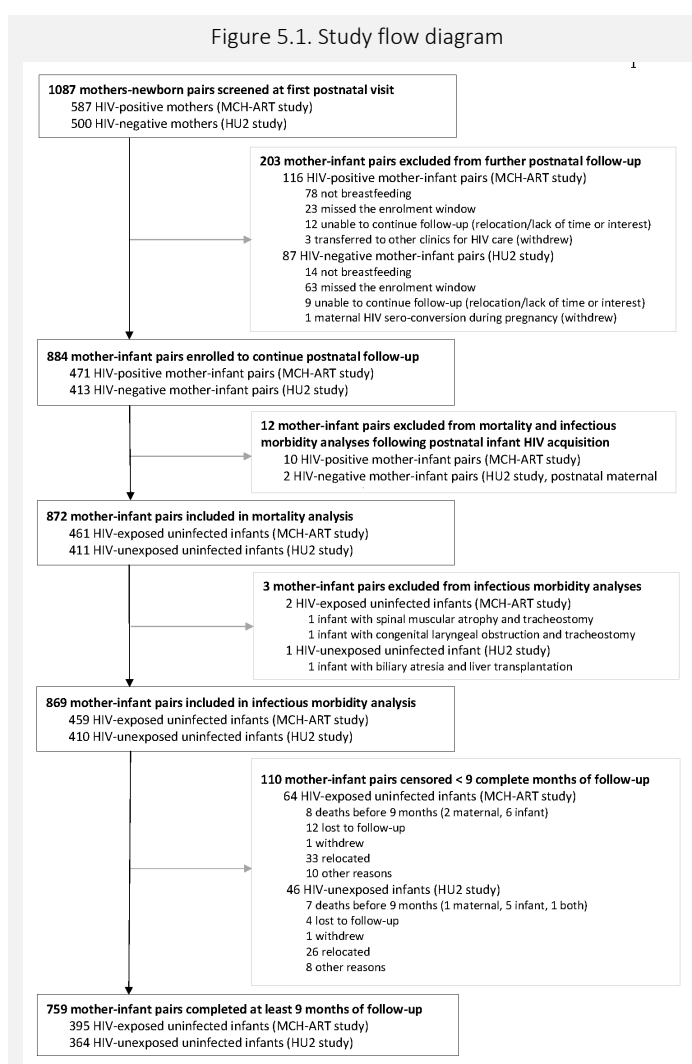 Figure 5.1. Study flow diagram
1087 mothers-newborn pairs screened at first postnatal visit
587 HIV-positive mothers (MCH-ART study)
500 HIV-negative mothers (HU2 study)
203 mother-infant pairs excluded from further postnatal follow-up
116 HIV-positive mother-infant pairs (MCH-ART study)
78 not breastfeeding
23 missed the enrolment window
12 unable to continue follow-up (relocation/lack of time or interest)
3 transferred to other clinics for HIV care (withdrew)
87 HIV-negative mother-infant pairs (HU2 study)
14 not breastfeeding
63 missed the enrolment window
9 unable to continue follow-up (relocation/lack of time or interest)
1 maternal HIV sero-conversion during pregnancy (withdrew)
884 mother-infant pairs enrolled to continue postnatal follow-up
471 HIV-positive mother-infant pairs (MCH-ART study)
413 HIV-negative mother-infant pairs (HU2 study)
12 mother-infant pairs excluded from mortality and infectious
morbidity analyses following postnatal infant HIV acquisition
10 HIV-positive mother-infant pairs (MCH-ART study)
2 HIV-negative mother-infant pairs (HU2 study, postnatal maternal
872 mother-infant pairs included in mortality analysis
461 HIV-exposed uninfected infants (MCH-ART study)
411 HIV-unexposed uninfected infants (HU2 study)
3 mother-infant pairs excluded from infectious morbidity analyses
2 HIV-exposed uninfected infants (MCH-ART study)
1 infant with spinal muscular atrophy and tracheostomy
1 infant with congenital laryngeal obstruction and tracheostomy
1 HIV-unexposed uninfected infant (HU2 study)
1 infant with biliary atresia and liver transplantation
869 mother-infant pairs included in infectious morbidity analysis
459 HIV-exposed uninfected infants (MCH-ART study)
410 HIV-unexposed uninfected infants (HU2 study)
110 mother-infant pairs censored < 9 complete months of follow-up
64 HIV-exposed uninfected infants (MCH-ART study)
8 deaths before 9 months (2 maternal, 6 infant)
12 lost to follow-up
1 withdrew
33 relocated
10 other reasons
46 HIV-unexposed infants (HU2 study)
7 deaths before 9 months (1 maternal, 5 infant, 1 both)
4 lost to follow-up
1 withdrew
26 relocated
8 other reasons
759 mother-infant pairs completed at least 9 months of follow-up
395 HIV-exposed uninfected infants (MCH-ART study)
364 HIV-unexposed uninfected infants (HU2 study)